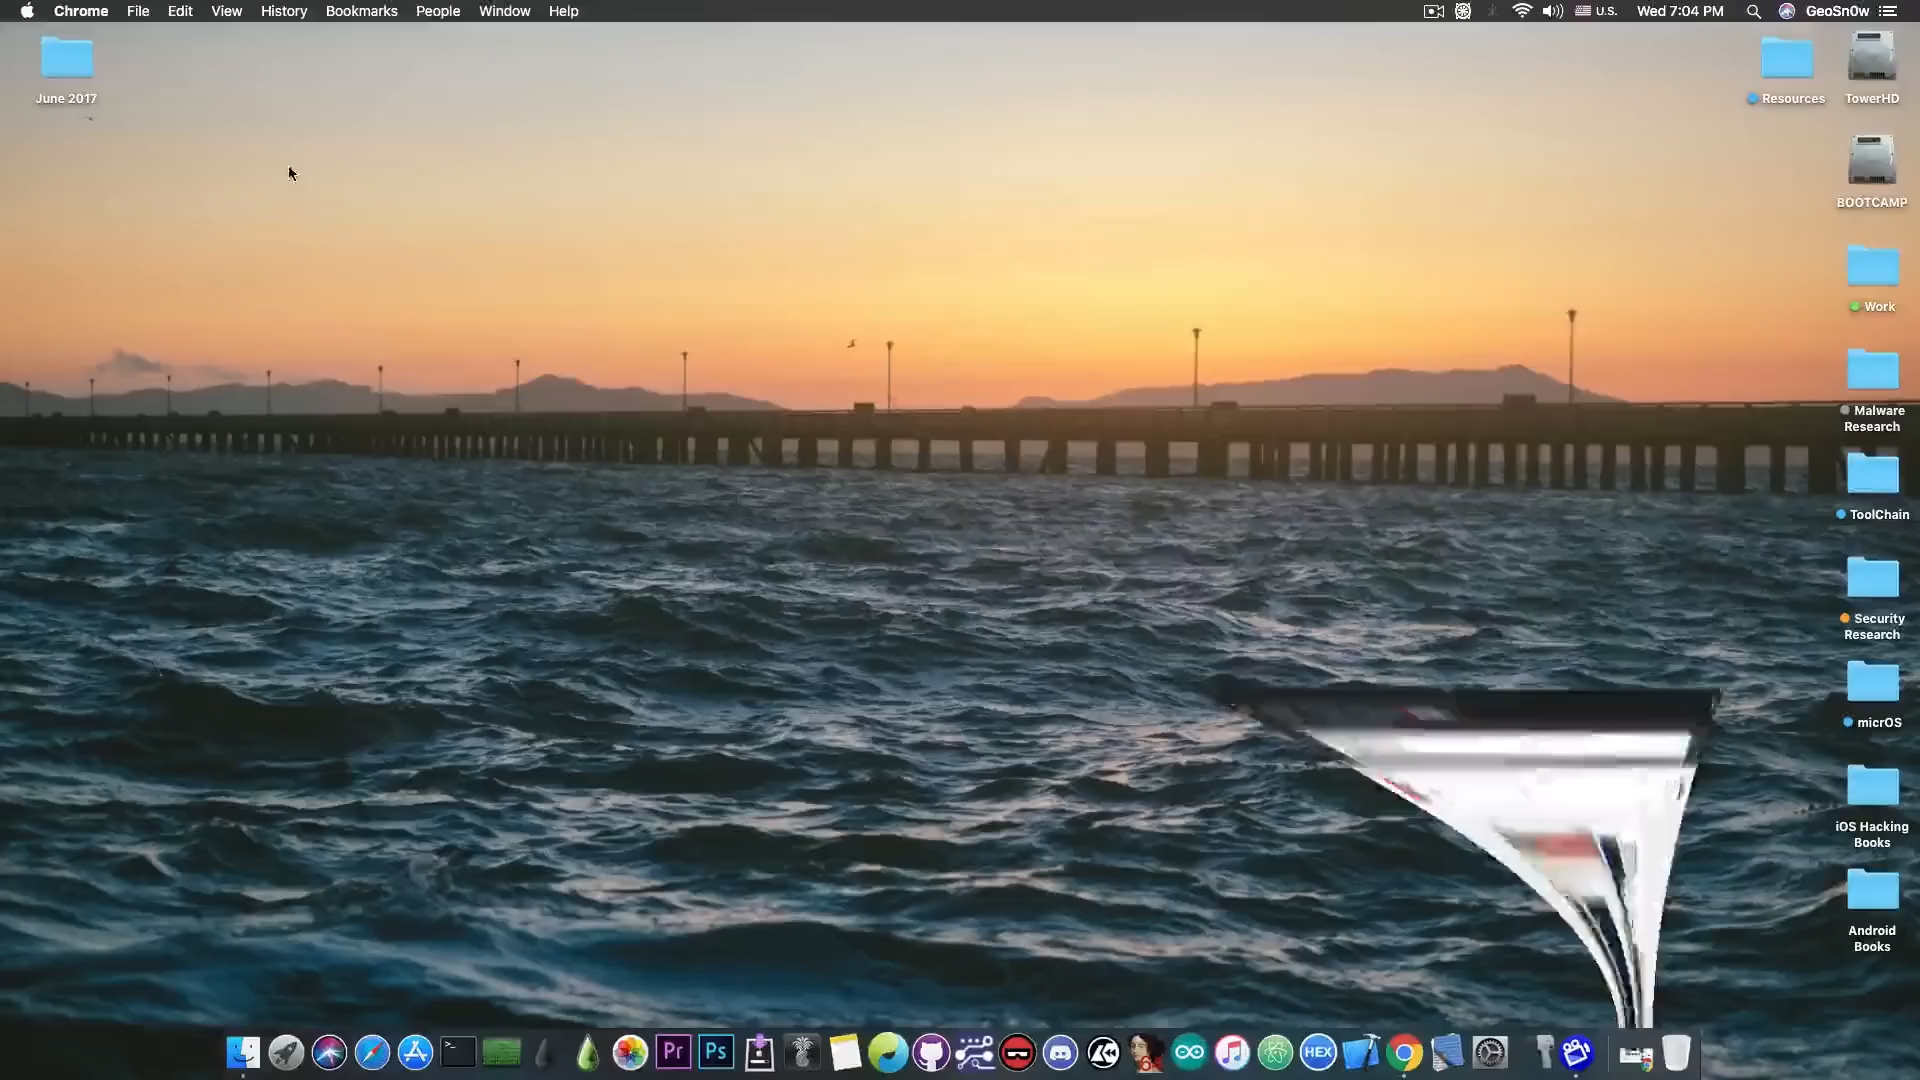 Chrome File Edit View History Bookmarks People Window Help
U.S. Wed 7:04 PM GeoSn0w
June 2017
Resources
TowerHD
BOOTCAMP
Work
Malware
Research
ToolChain
Security
Research
micrOS
iOS Hacking
Books
Android
Books
Pr
Ps
HEX